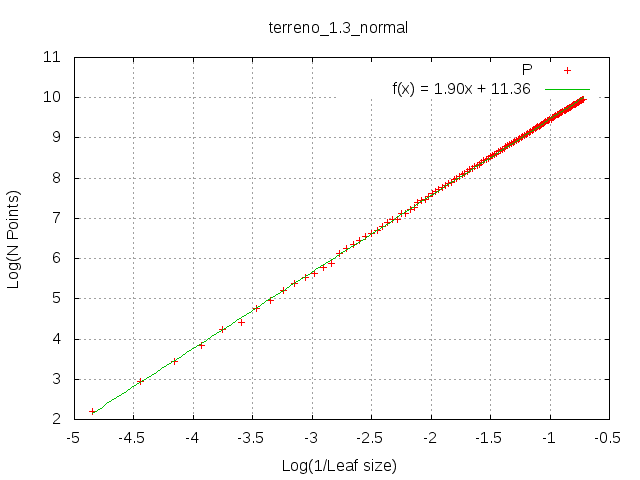 terreno_1.3_normal
11
10
9
8
7
6
5
4
3
2
Log(N Points)
P
f(x) = 1.90x + 11.36
-5 -4.5 -4 -3.5 -3 -2.5 -2 -1.5 -1 -0.5
Log(1/Leaf size)